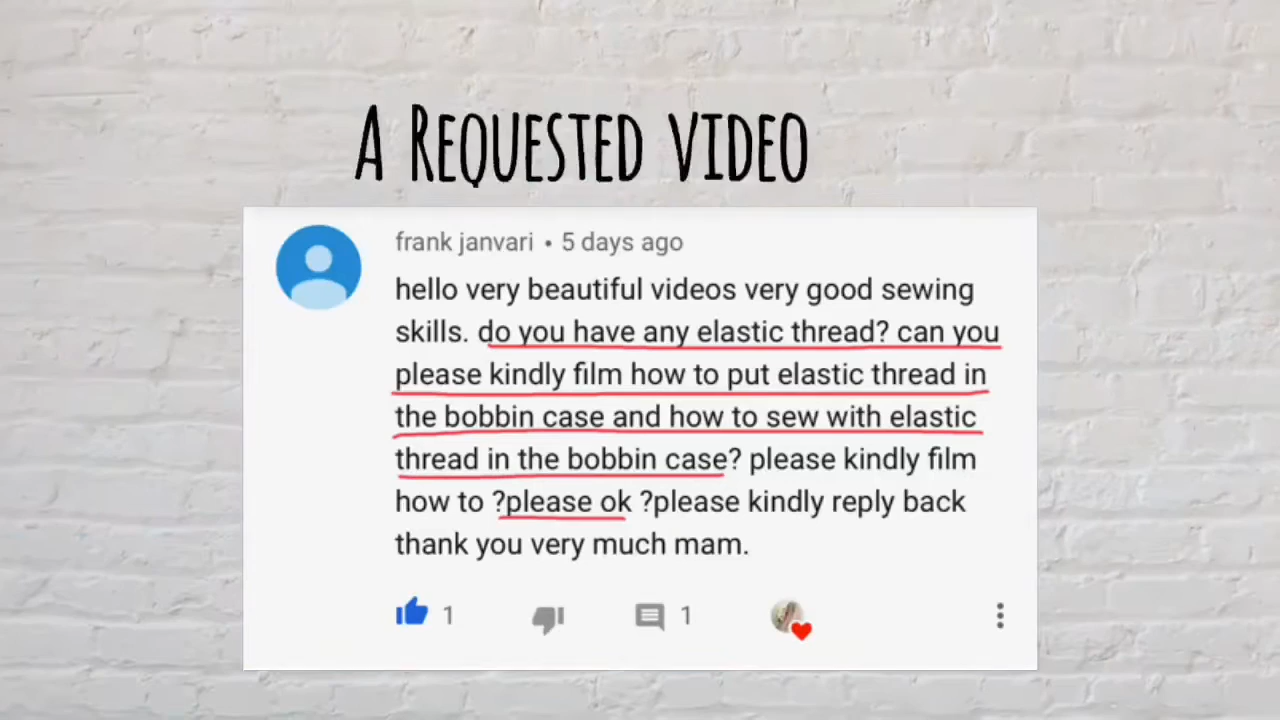 A REQUESTED VIDEO
frank janvari • 5 days ago
hello very beautiful videos very good sewing
skills. do you have any elastic thread? can you
please kindly film how to put elastic thread in
the bobbin case and how to sew with elastic
thread in the bobbin case? please kindly film
how to ?please ok ?please kindly reply back
thank you very much mam.
1 1